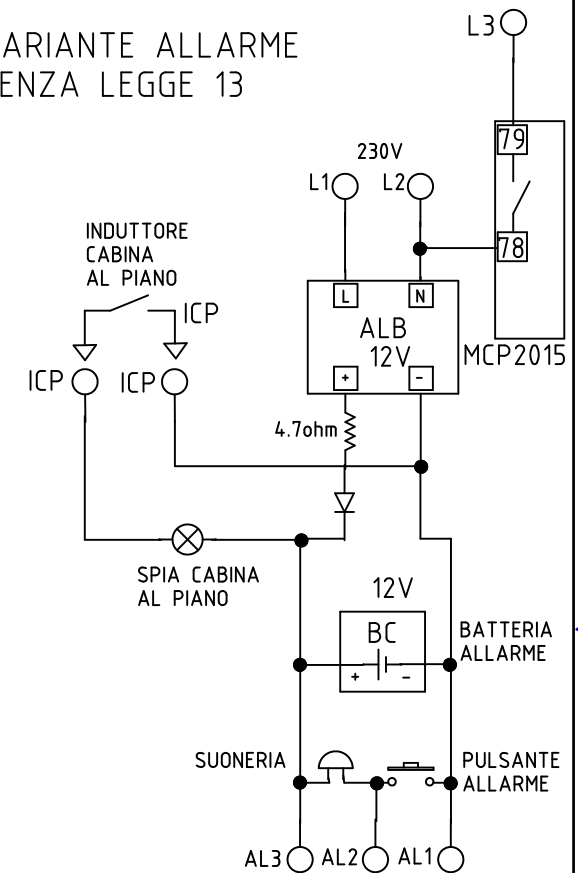 ARIANTE ALLARME
ENZA LEGGE 13
L3
79
78
MCP2015
230V
L1
L2
L
N
ALB
12V
+
-
INDUTTORE
CABINA
AL PIANO
ICP
ICP
ICP
4.7ohm
SPIA CABINA
AL PIANO
12V
BC
+
-
BATTERIA
ALLARME
SUONERIA
PULSANTE
ALLARME
AL3
AL2
AL1